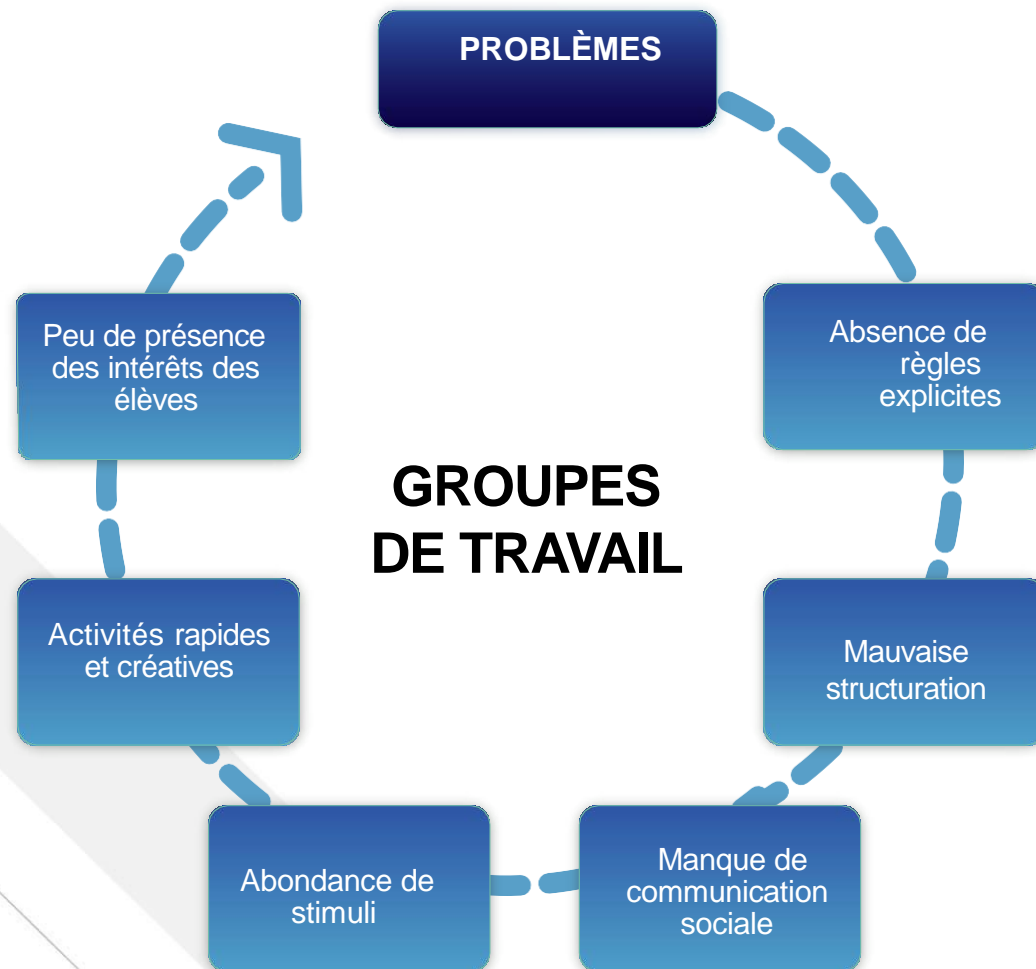 PROBLÈMES
Absence de
règles
explicites
Mauvaise
structuration
Manque de
communication
sociale
Abondance de
stimuli
Activités rapides
et créatives
Peu de présence
des intérêts des
élèves
GROUPES
DE TRAVAIL